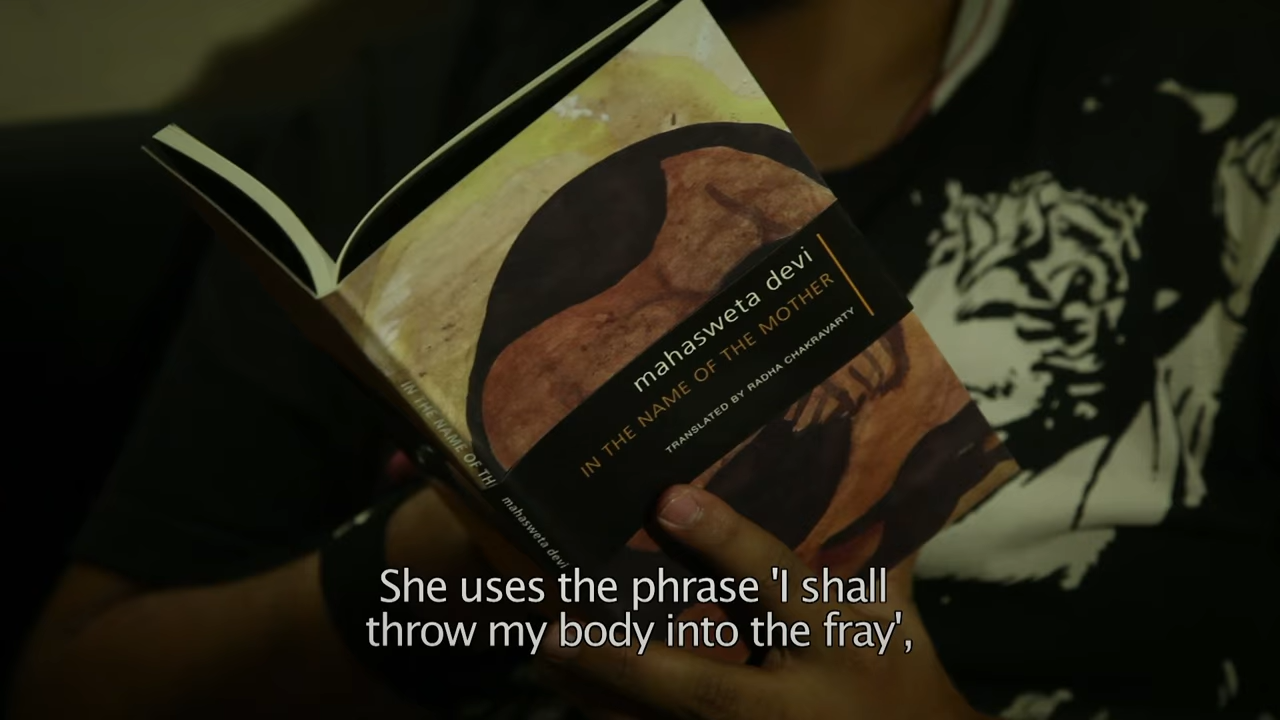 mahasweta devi
IN THE NAME OF THE MOTHER
TRANSLATED BY RADHA CHAKRAVARTY
IN THE NAME OF TH
mahasweta devi
She uses the phrase 'I shall
throw my body into the fray',